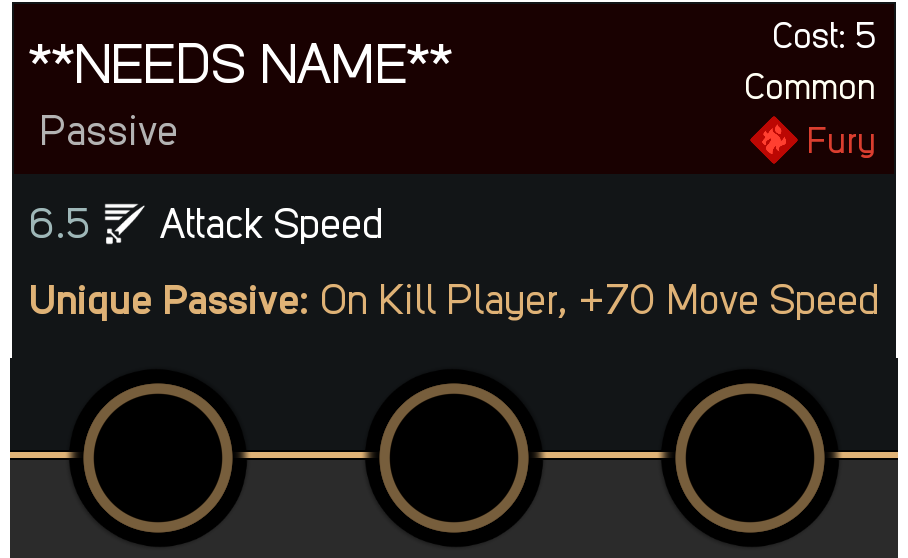 **NEEDS NAME**
Cost: 5
Common
Passive
Fury
6.5 Attack Speed
Unique Passive: On Kill Player, +70 Move Speed